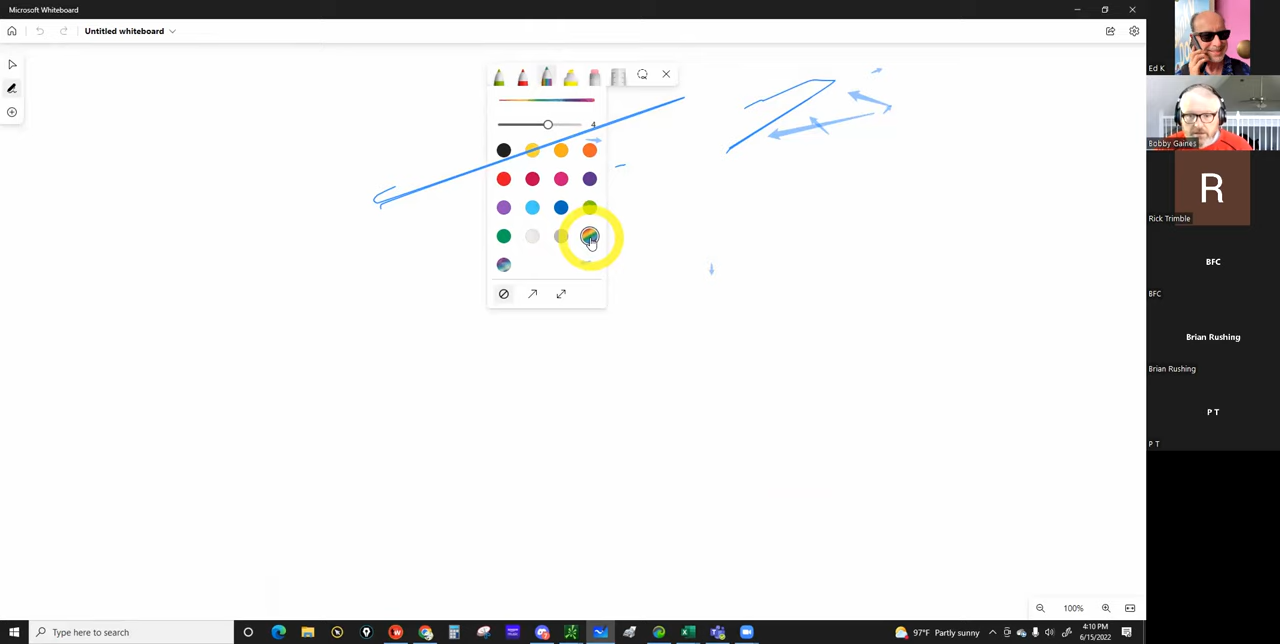 Microsoft Whiteboard
Untitled whiteboard
4
Ed K
Bobby Gaines
R
Rick Trimble
BFC
BFC
Brian Rushing
Brian Rushing
P T
P T
100%
Type here to search
97°F Partly sunny
4:10 PM
6/15/2022